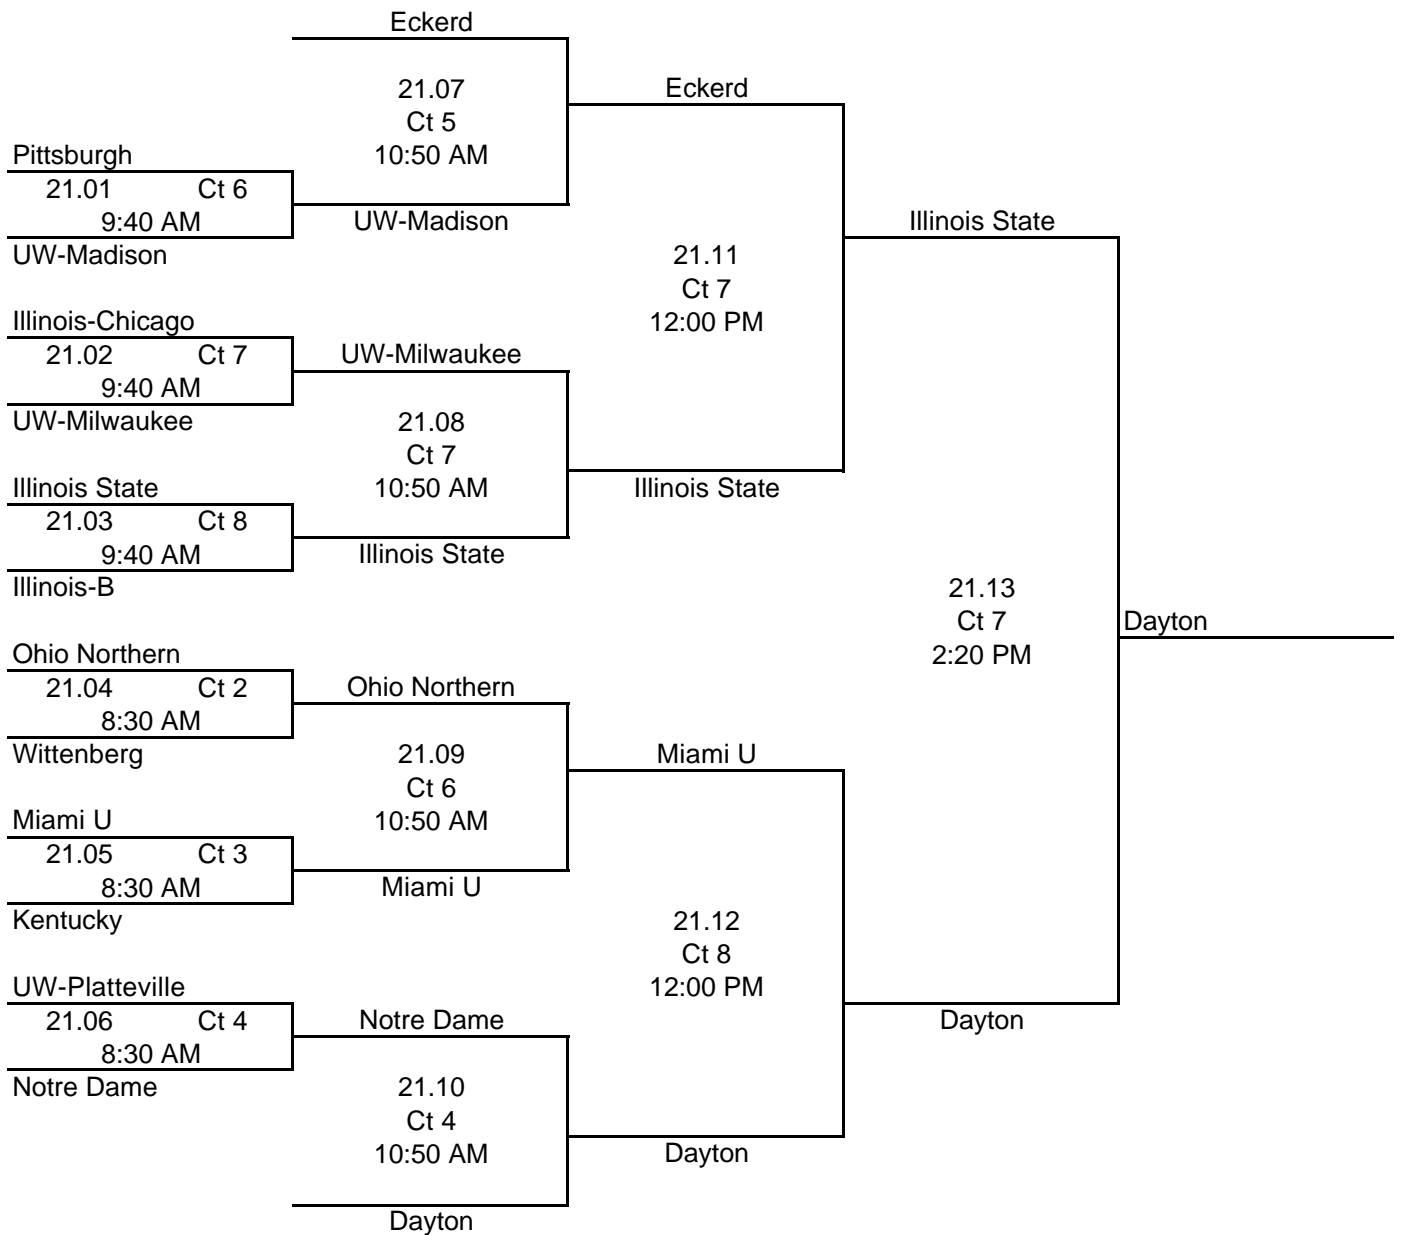 Eckerd
21.07
Ct 5
10:50 AM
Eckerd
Pittsburgh
21.01 Ct 6
9:40 AM
UW-Madison
UW-Madison
Illinois State
21.11
Ct 7
12:00 PM
Illinois-Chicago
21.02 Ct 7
9:40 AM
UW-Milwaukee
UW-Milwaukee
21.08
Ct 7
10:50 AM
Illinois State
Illinois State
21.03 Ct 8
9:40 AM
Illinois State
Illinois-B
21.13
Ct 7
2:20 PM
Dayton
Ohio Northern
21.04 Ct 2
8:30 AM
Ohio Northern
Wittenberg
21.09
Ct 6
10:50 AM
Miami U
Miami U
21.05 Ct 3
8:30 AM
Miami U
Kentucky
21.12
Ct 8
12:00 PM
UW-Platteville
21.06 Ct 4
8:30 AM
Notre Dame
Dayton
Notre Dame
21.10
Ct 4
10:50 AM
Dayton
Dayton